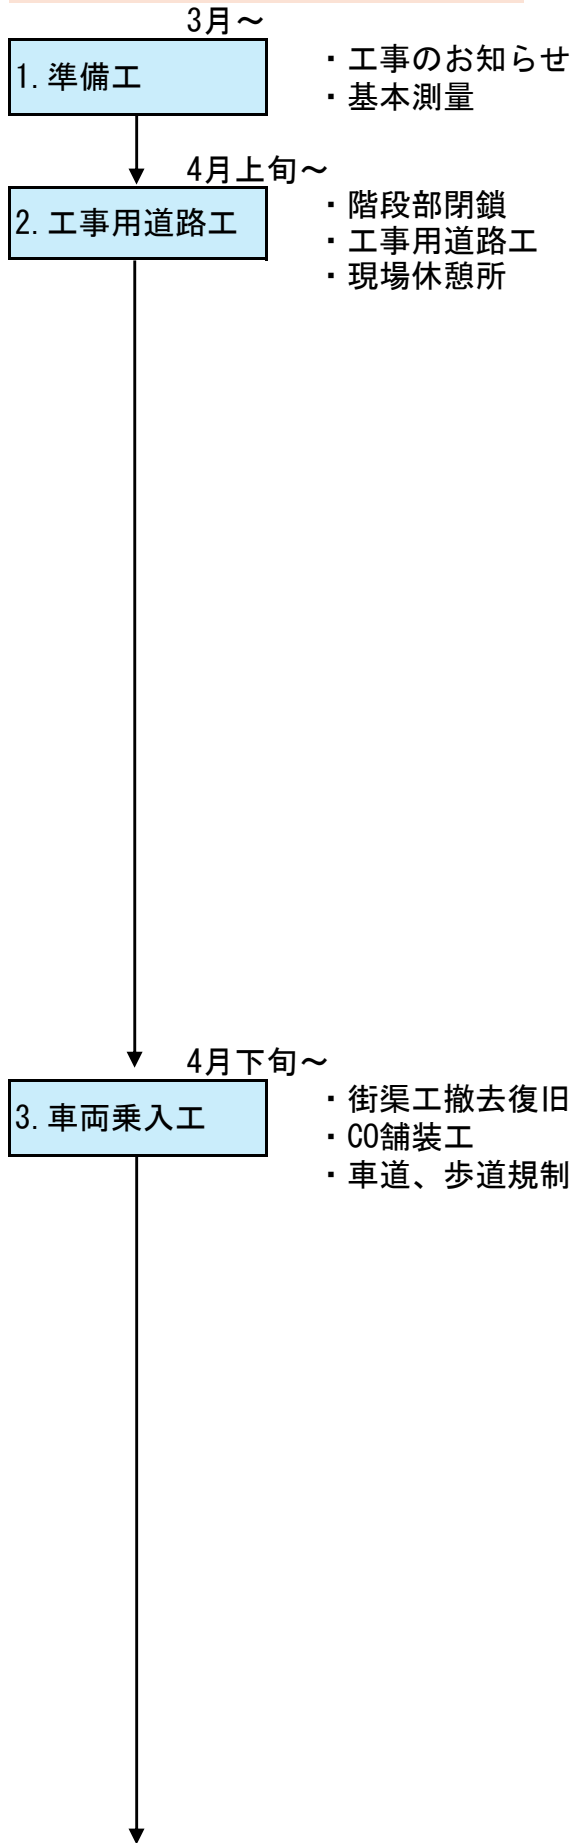 3月~
1.準備工
・工事のお知らせ
・基本測量
4月上旬~
2.工事用道路工
・階段部閉鎖
・工事用道路工
・現場休憩所
4月下旬~
3.車両乗入工
・街渠工撤去復旧
・CO舗装工
・車道、歩道規制